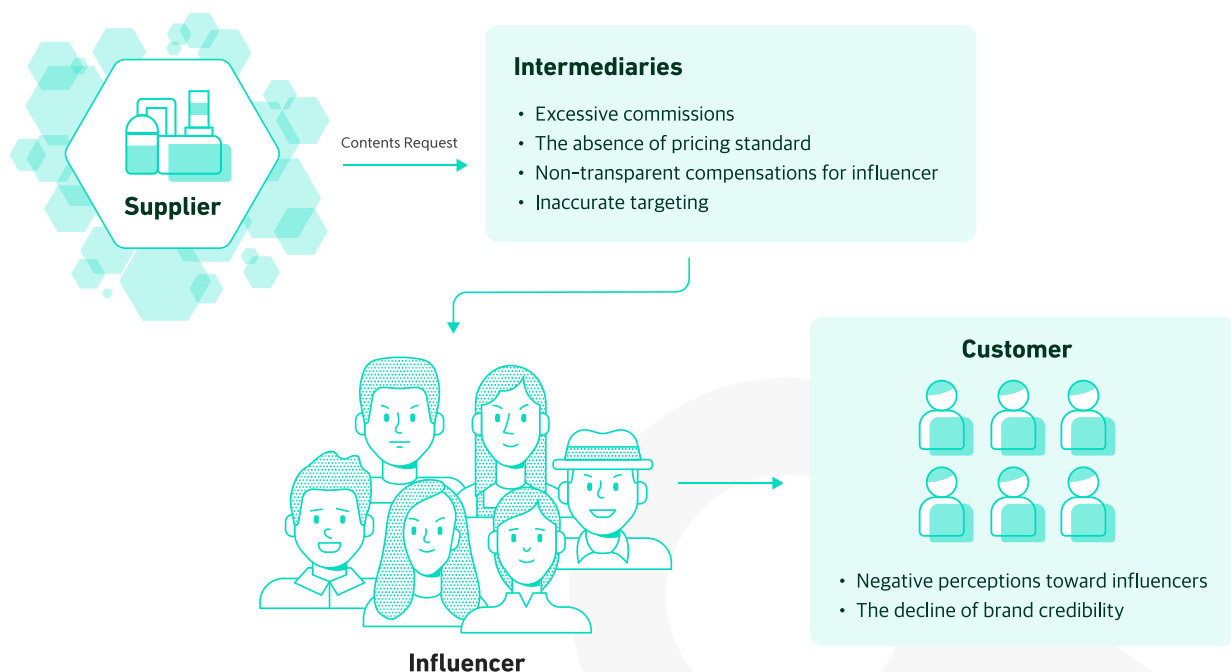 Supplier
Contents Request
Intermediaries
• Excessive commissions
• The absence of pricing standard
• Non-transparent compensations for influencer
• Inaccurate targeting
Influencer
Customer
• Negative perceptions toward influencers
• The decline of brand credibility